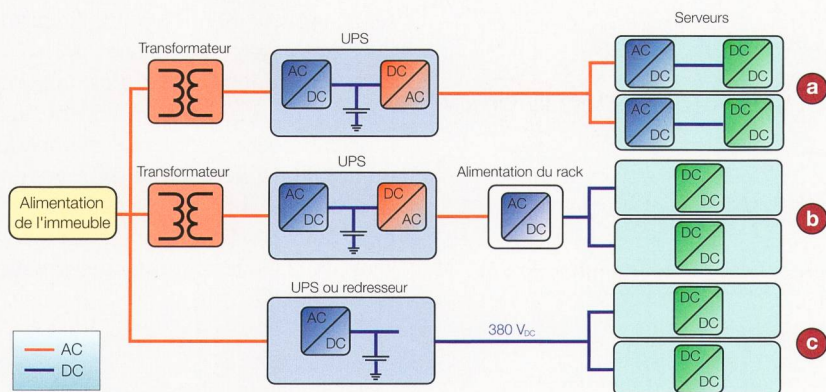 Serveurs
Transformateur
UPS
AC
DC
DC
AC
AC
DC
DC
DC
AC
DC
DC
DC
a
Transformateur
UPS
Alimentation du rack
Alimentation
de l'immeuble
AC
DC
DC
AC
AC
DC
DC
DC
DC
DC
b
UPS ou redresseur
AC
DC
380 VDC
DC
DC
DC
DC
c
AC
DC